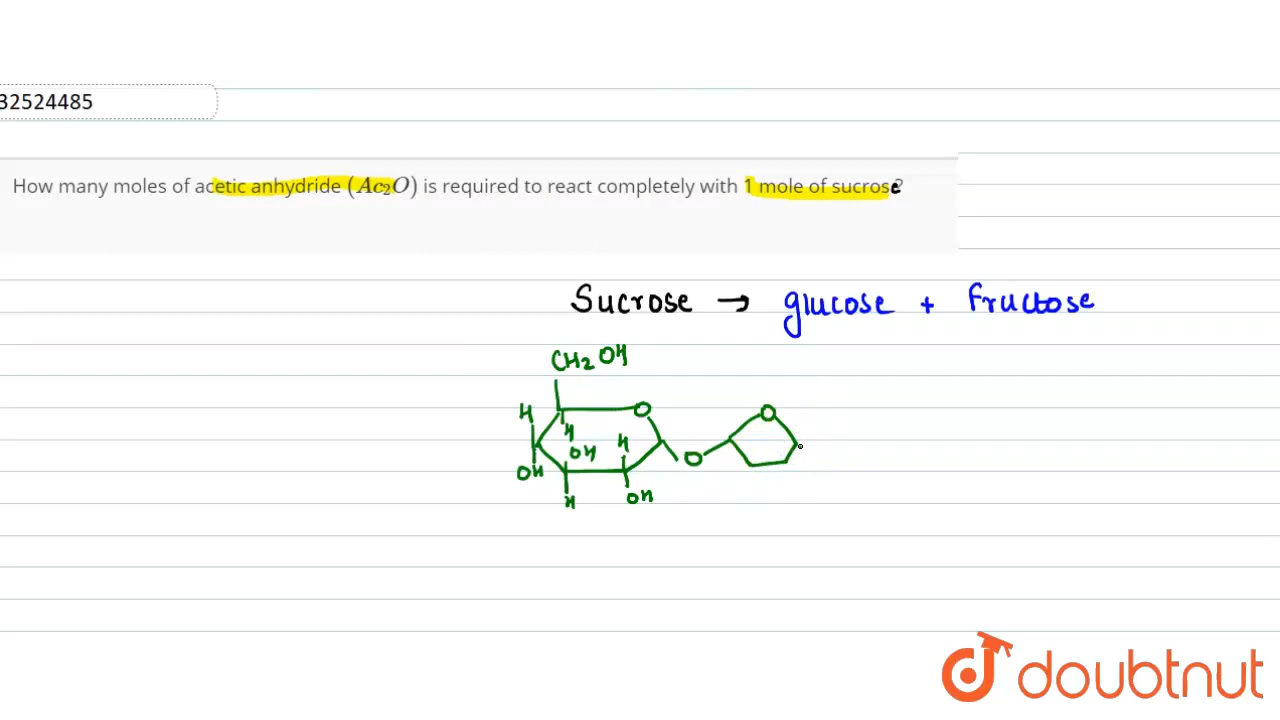 32524485
How many moles of acetic anhydride (Ac₂O) is required to react completely with 1 mole of sucrose?
Sucrose → glucose + fructose
CH₂OH
H O O
H H
OH
OH O
H OH
doubtnut